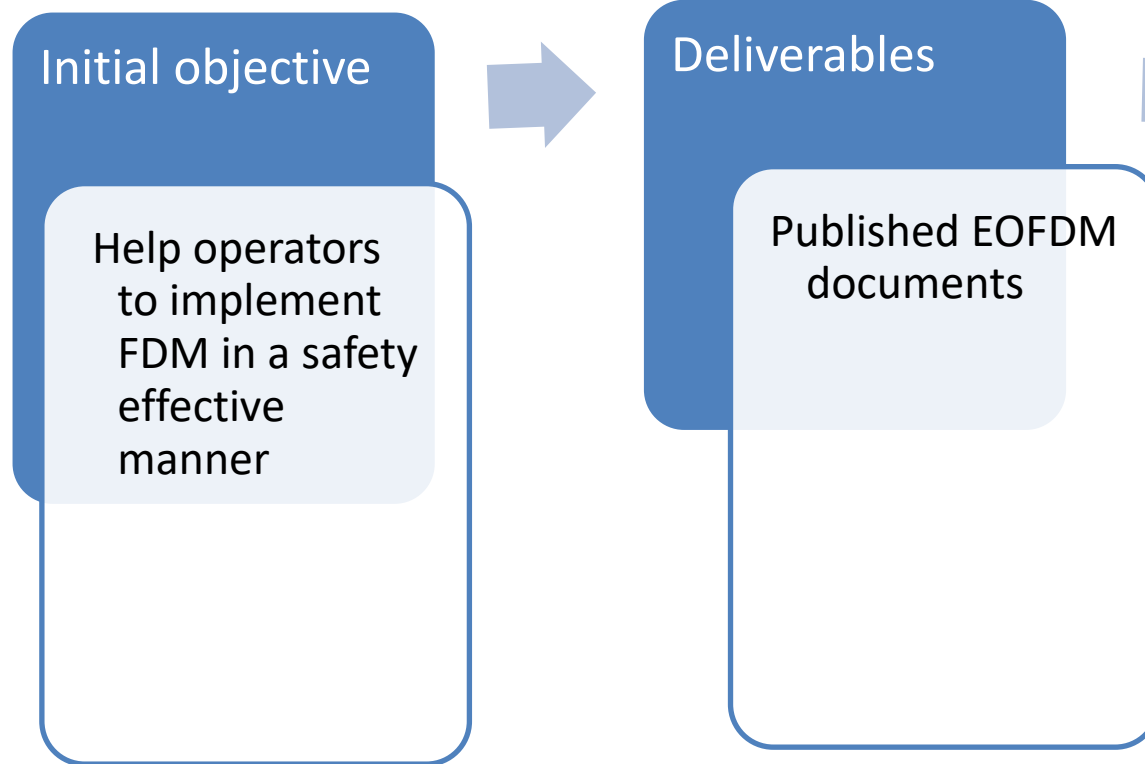 Initial objective
Help operators
to implement
FDM in a safety
effective
manner
Deliverables
Published EOFDM
documents